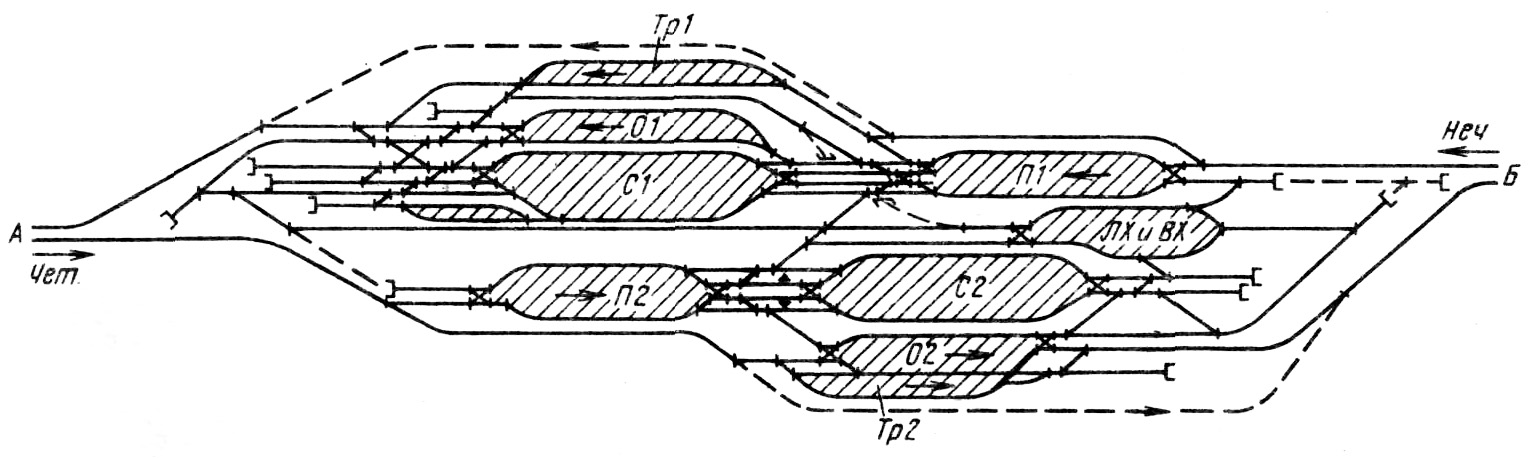 Тр1
О1
С1
П1
Неч
Б
А
Чет.
ЛХ и ВХ
П2
С2
О2
Тр2